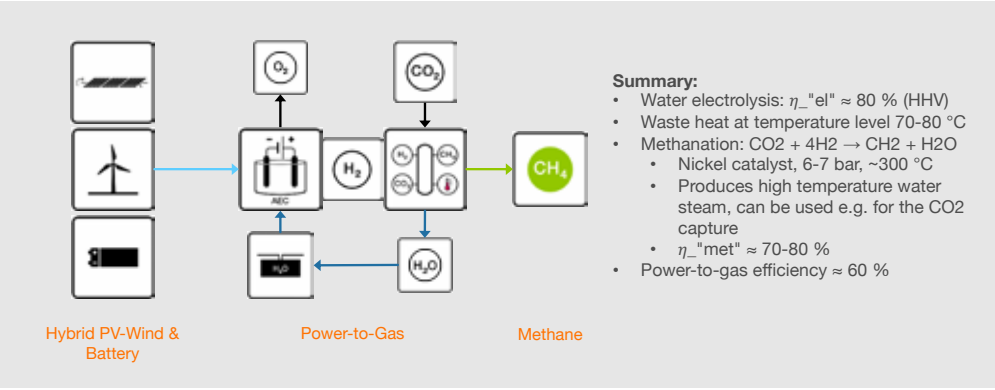 O₂
CO₂
AEC
H₂
H₂
CH₄
CO₂
CH₄
H₂O
H₂O
Hybrid PV-Wind &
Battery
Power-to-Gas
Methane
Summary:
• Water electrolysis: η_"el" ≈ 80 % (HHV)
• Waste heat at temperature level 70-80 °C
• Methanation: CO2 + 4H2 → CH2 + H2O
• Nickel catalyst, 6-7 bar, ~300 °C
• Produces high temperature water
steam, can be used e.g. for the CO2
capture
• η_"met" ≈ 70-80 %
• Power-to-gas efficiency ≈ 60 %